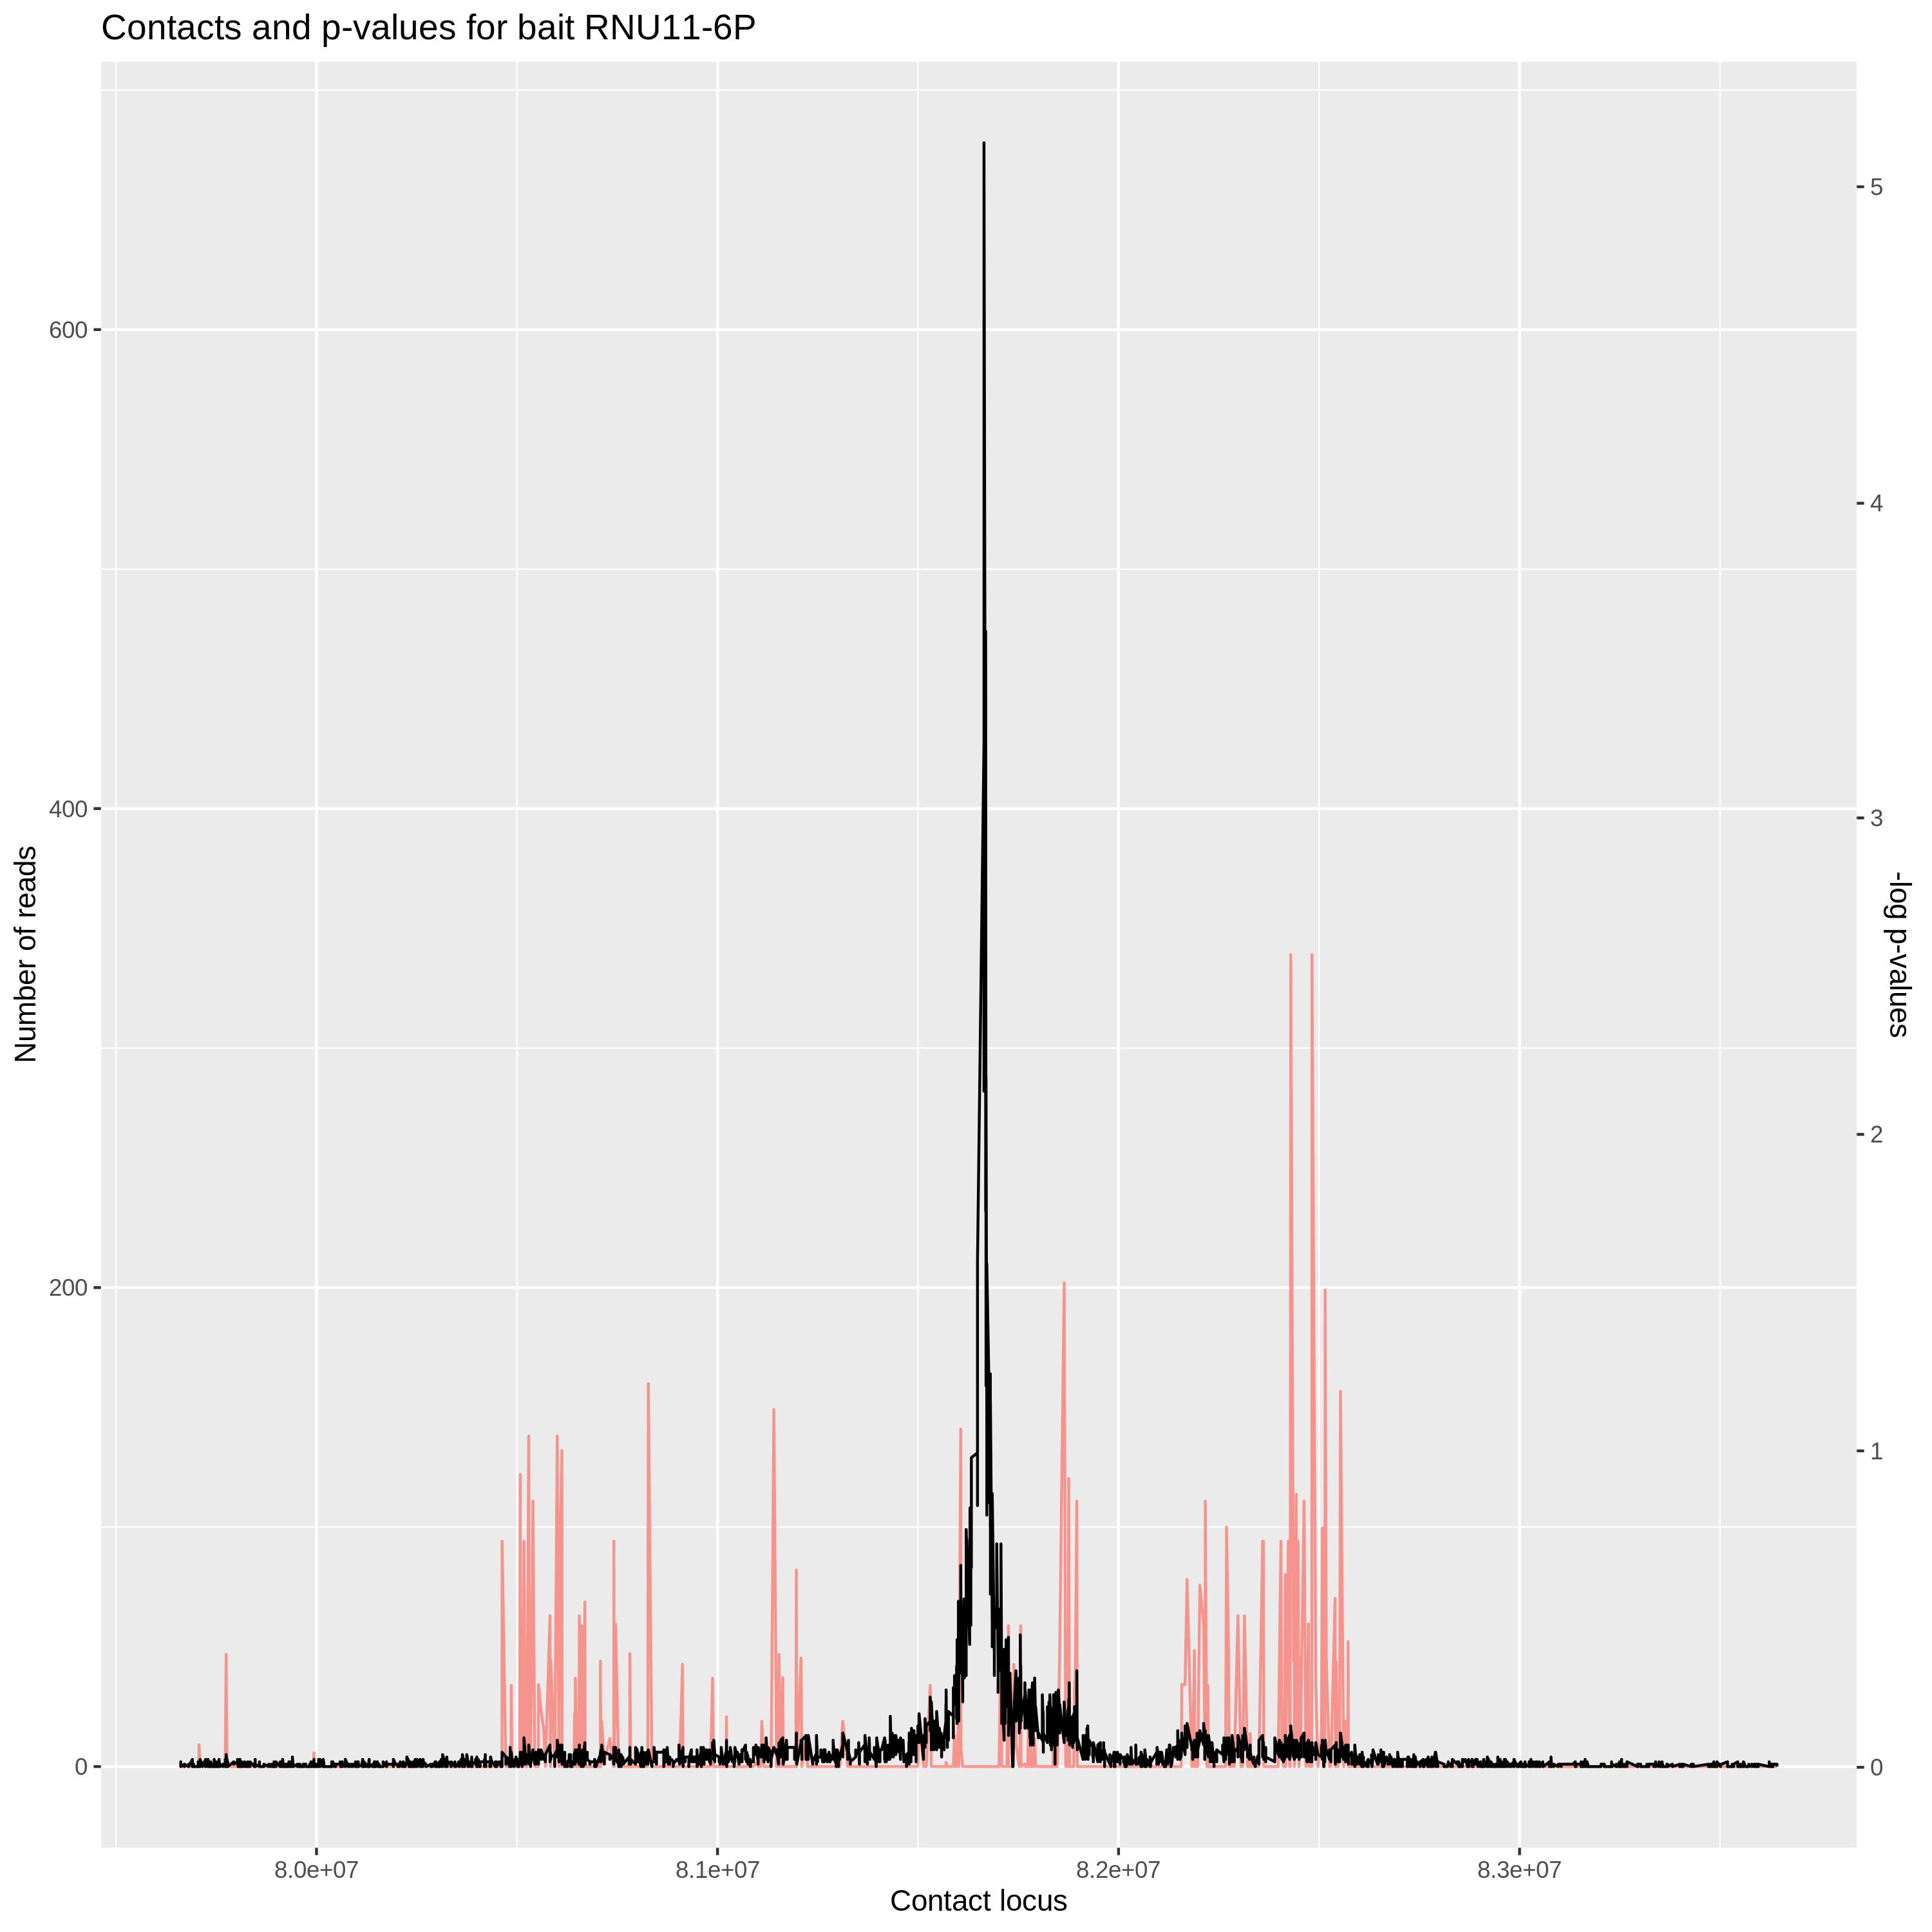 Contacts and p-values for bait RNU11-6P
600
400
200
0
5
4
3
2
1
0
Number of reads
-log p-values
8.0e+07
8.1e+07
8.2e+07
8.3e+07
Contact locus